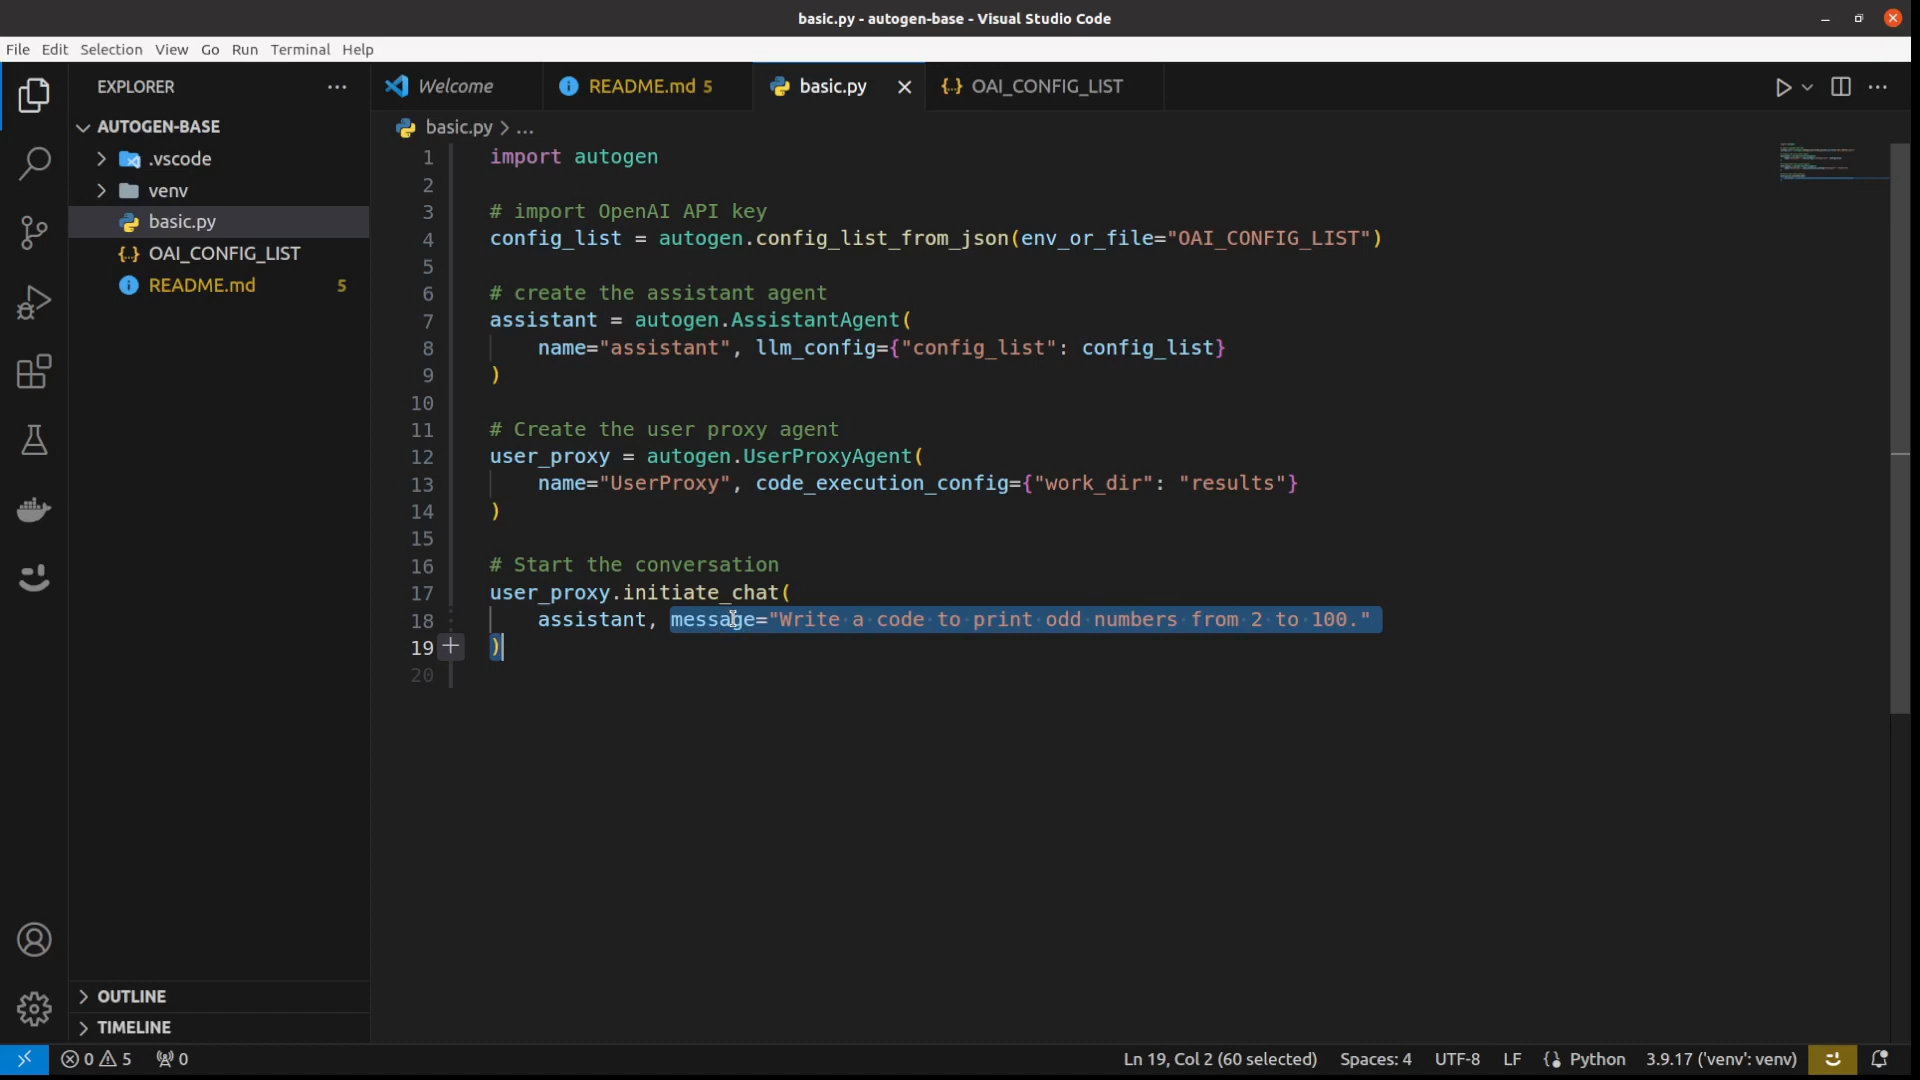 basic.py - autogen-base - Visual Studio Code
File Edit Selection View Go Run Terminal Help
EXPLORER
AUTOGEN-BASE
.vscode
venv
basic.py
OAI_CONFIG_LIST
README.md 5
OUTLINE
TIMELINE
Welcome
README.md 5
basic.py
OAI_CONFIG_LIST
basic.py > ...
1 import autogen
2
3 # import OpenAI API key
4 config_list = autogen.config_list_from_json(env_or_file="OAI_CONFIG_LIST")
5
6 # create the assistant agent
7 assistant = autogen.AssistantAgent(
8 name="assistant", llm_config={"config_list": config_list}
9 )
10
11 # Create the user proxy agent
12 user_proxy = autogen.UserProxyAgent(
13 name="UserProxy", code_execution_config={"work_dir": "results"}
14 )
15
16 # Start the conversation
17 user_proxy.initiate_chat(
18 assistant, message="Write a code to print odd numbers from 2 to 100."
19 )
20
0 5 0 Ln 19, Col 2 (60 selected) Spaces: 4 UTF-8 LF Python 3.9.17 ('venv': venv)